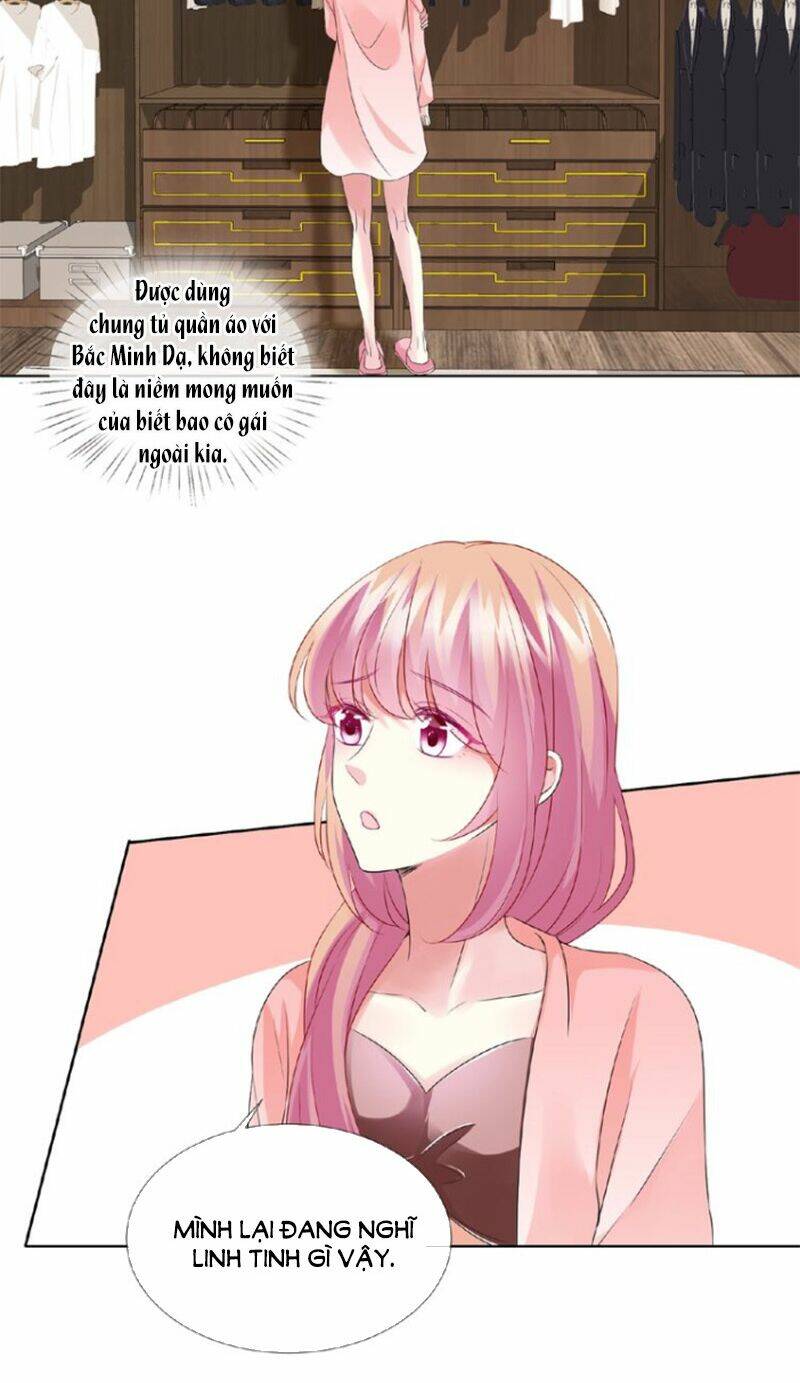 Được dùng
chung tủ quần áo với
Bắc Minh Dạ, không biết
đây là niềm mong muốn
của biết bao cô gái
ngoài kia.
MÌNH LẠI ĐANG NGHĨ
LINH TINH GÌ VẬY.